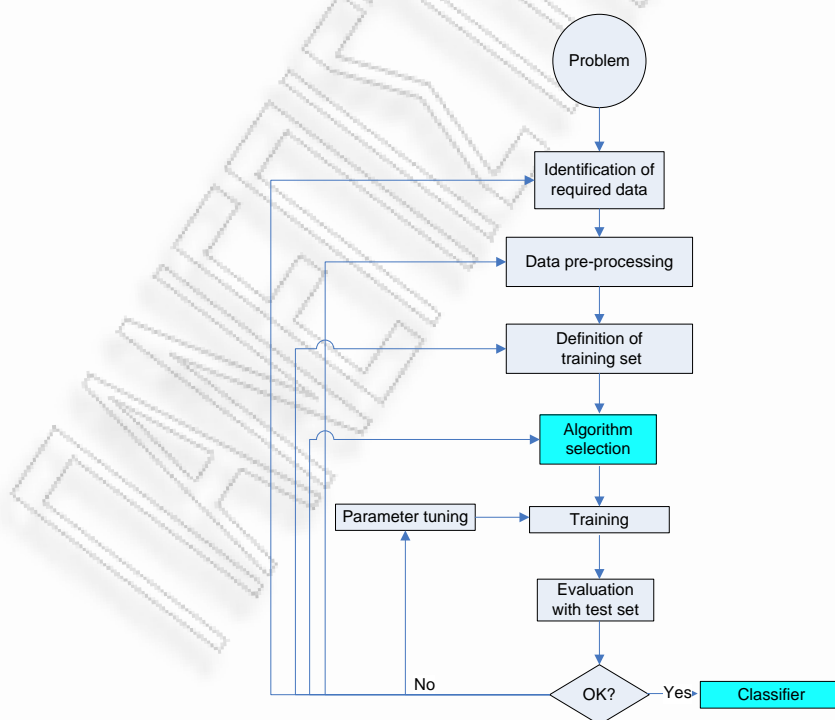 Problem
Identification of
required data
Data pre-processing
Definition of
training set
Algorithm
selection
Parameter tuning
Training
Evaluation
with test set
No
OK?
Yes
Classifier